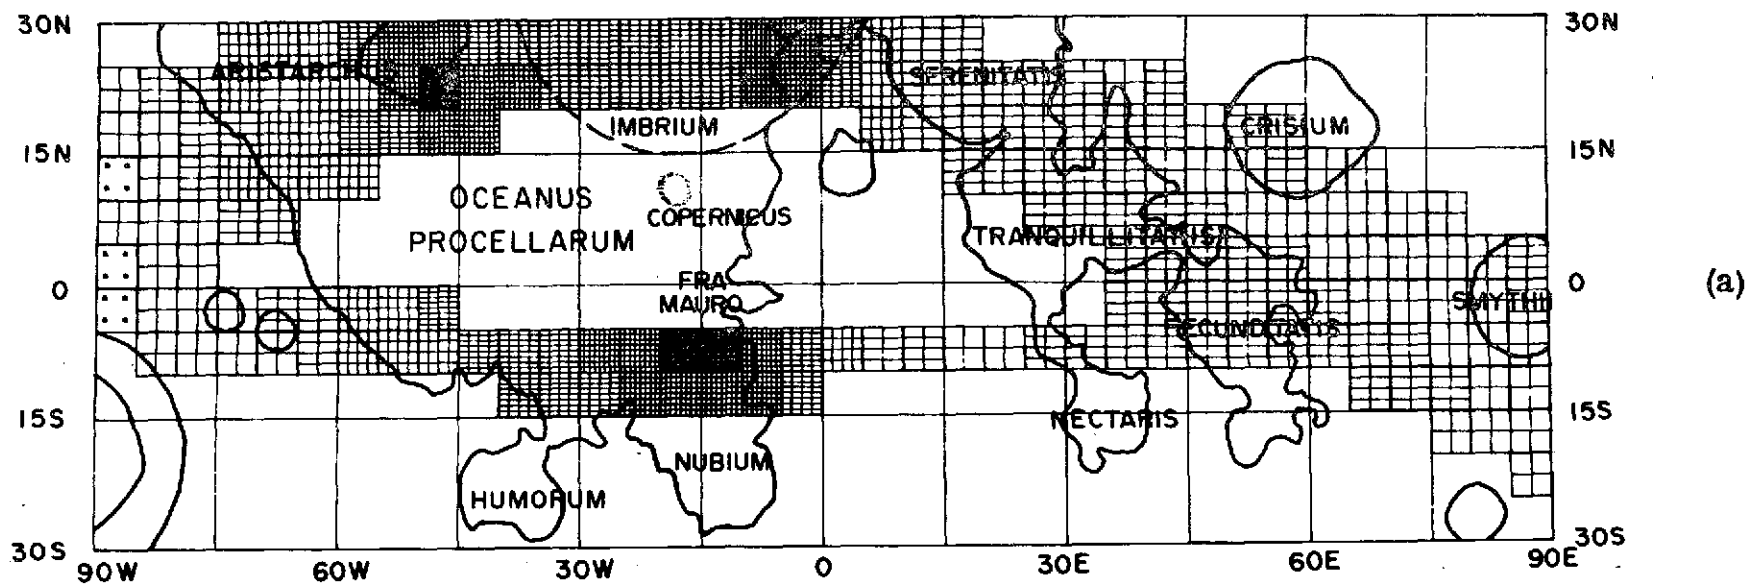 30N
30N
ARISTARCHUS
SERENITATIS
IMBRIUM
CRISIUM
15N
15N
OCEANUS
PROCELLARUM
COPERNICUS
TRANQUILLITATIS
FRA
MAURO
0
0
(a)
SMYTHII
FECUNDITATIS
15S
15S
NECTARIS
NUBIUM
HUMORUM
30S
30S
90W
60W
30W
0
30E
60E
90E